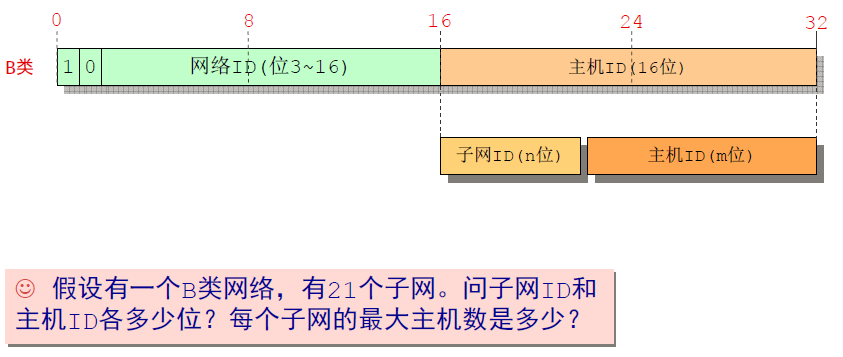 0 8 16 24 32
B类 1 0 网络ID(位3~16) 主机ID(16位)
子网ID(n位) 主机ID(m位)
☺ 假设有一个B类网络，有21个子网。问子网ID和
主机ID各多少位？每个子网的最大主机数是多少？